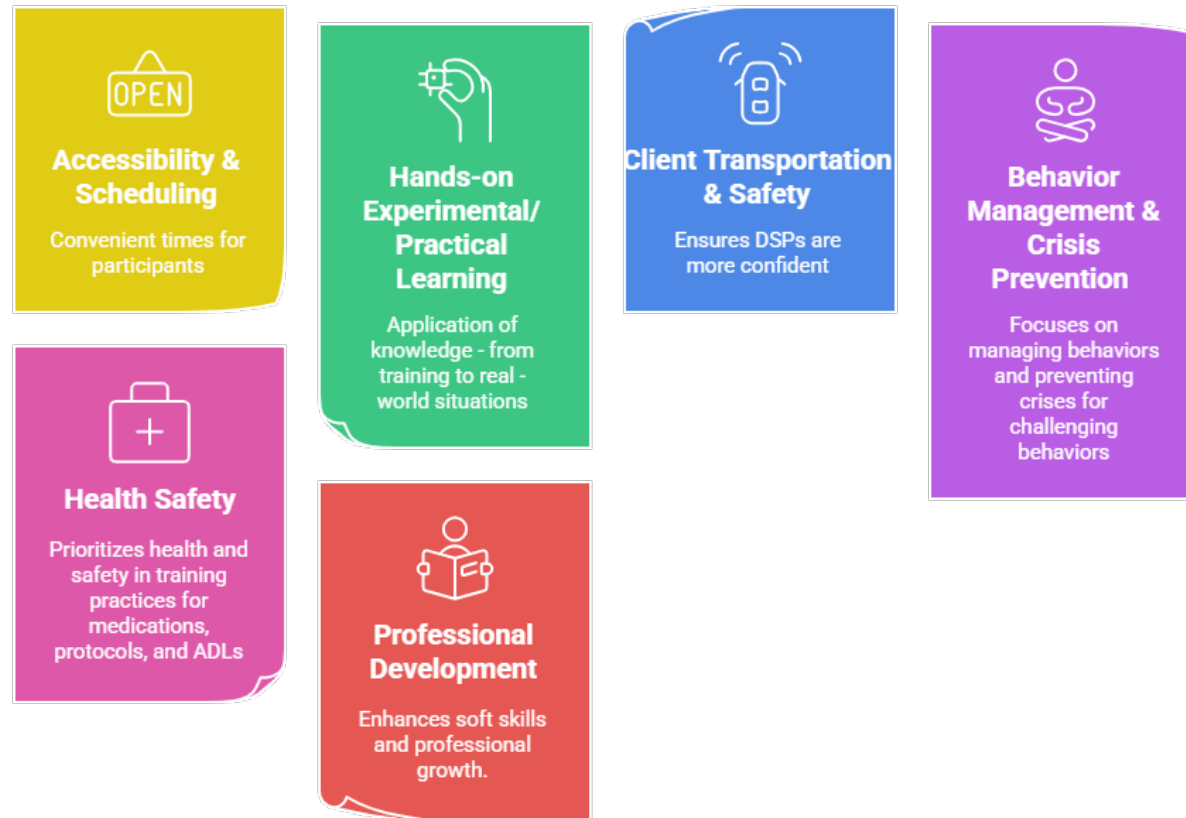 OPEN
Accessibility &
Scheduling
Convenient times for
participants
Hands-on
Experimental/
Practical
Learning
Application of
knowledge - from
training to real -
world situations
Client Transportation
& Safety
Ensures DSPs are
more confident
Behavior
Management &
Crisis
Prevention
Focuses on
managing behaviors
and preventing
crises for
challenging
behaviors
Health Safety
Prioritizes health and
safety in training
practices for
medications,
protocols, and ADLs
Professional
Development
Enhances soft skills
and professional
growth.